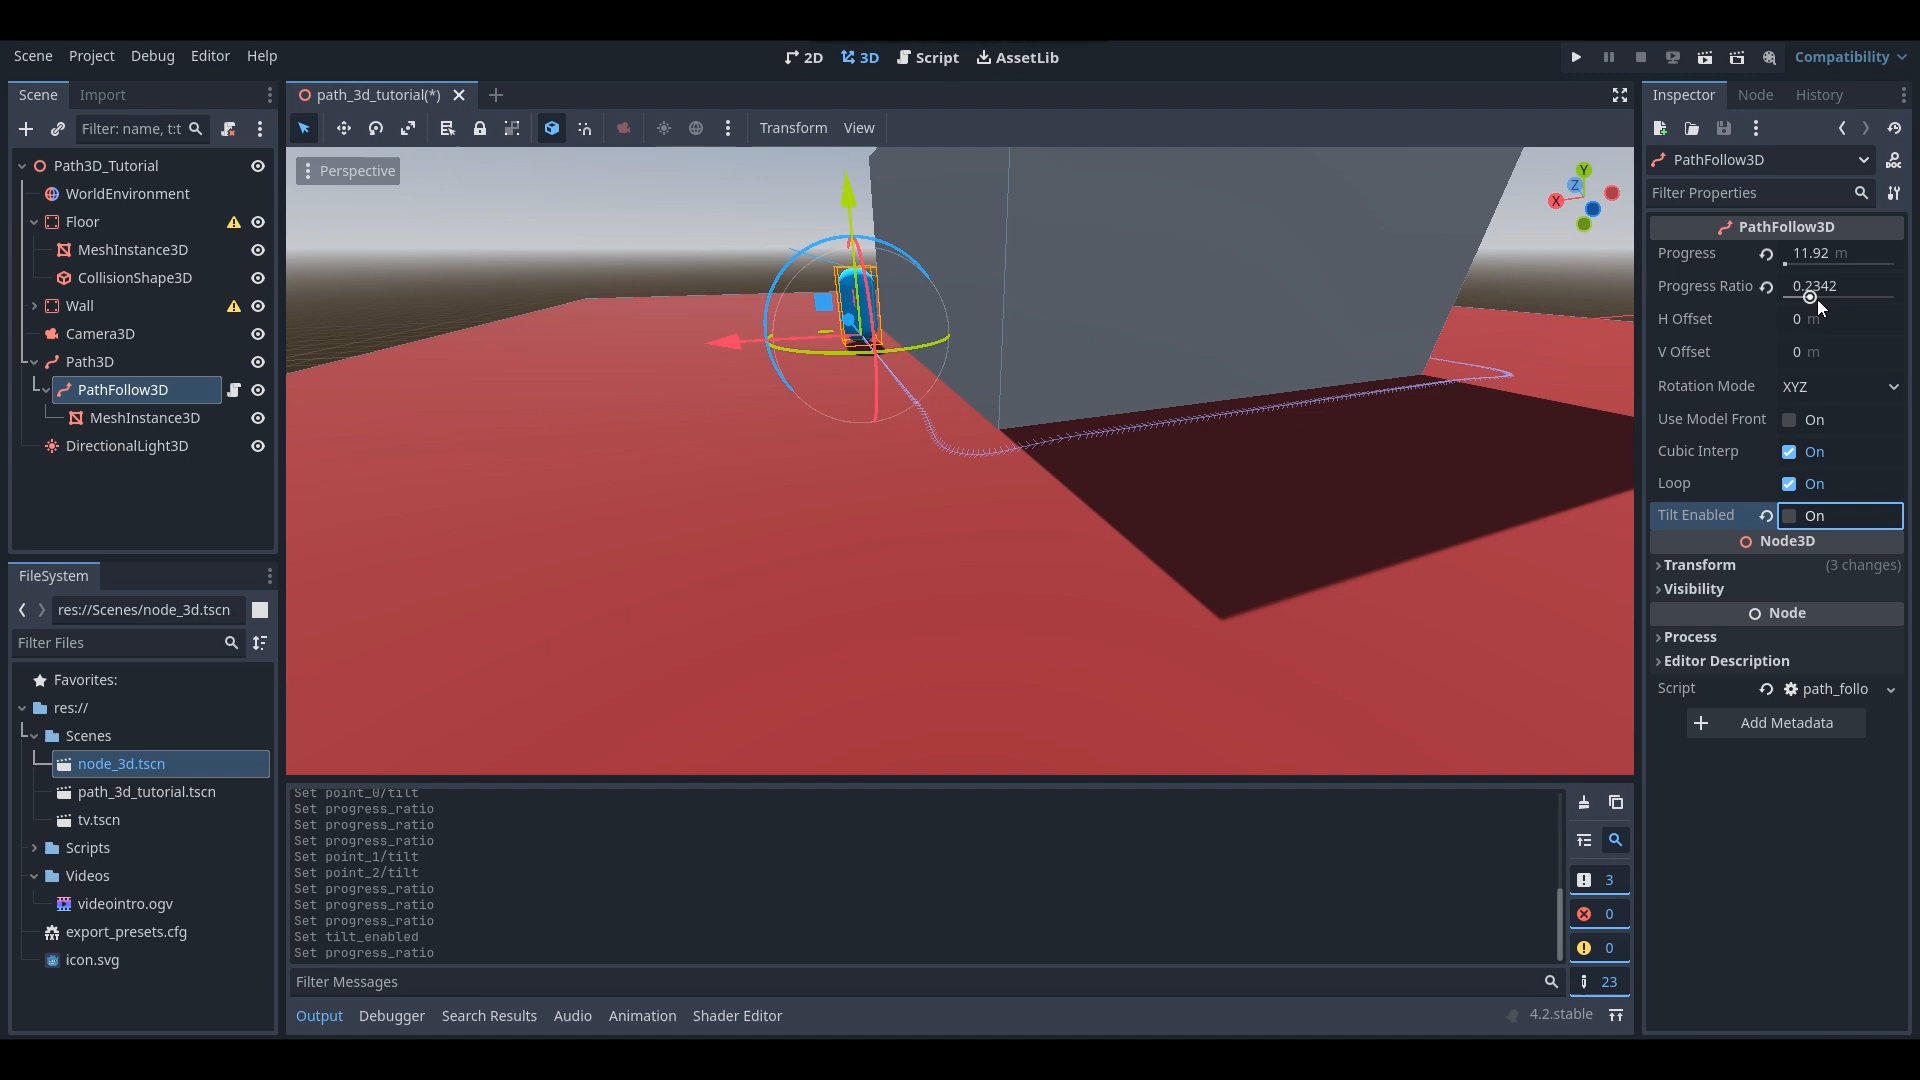 Scene Project Debug Editor Help
2D 3D Script AssetLib
Compatibility
Scene Import
Filter: name, t:t
Path3D_Tutorial
WorldEnvironment
Floor
MeshInstance3D
CollisionShape3D
Wall
Camera3D
Path3D
PathFollow3D
MeshInstance3D
DirectionalLight3D
FileSystem
res://Scenes/node_3d.tscn
Filter Files
Favorites:
res://
Scenes
node_3d.tscn
path_3d_tutorial.tscn
tv.tscn
Scripts
Videos
videointro.ogv
export_presets.cfg
icon.svg
path_3d_tutorial(*)
Transform View
Perspective
Y
Z
X
Set point_0/tilt
Set progress_ratio
Set progress_ratio
Set progress_ratio
Set point_1/tilt
Set point_2/tilt
Set progress_ratio
Set progress_ratio
Set progress_ratio
Set tilt_enabled
Set progress_ratio
Filter Messages
3
0
0
23
Output Debugger Search Results Audio Animation Shader Editor
4.2.stable
Inspector Node History
PathFollow3D
Filter Properties
PathFollow3D
Progress 11.92 m
Progress Ratio 0.2342
H Offset 0 m
V Offset 0 m
Rotation Mode XYZ
Use Model Front On
Cubic Interp On
Loop On
Tilt Enabled On
Node3D
Transform (3 changes)
Visibility
Node
Process
Editor Description
Script path_follo
Add Metadata